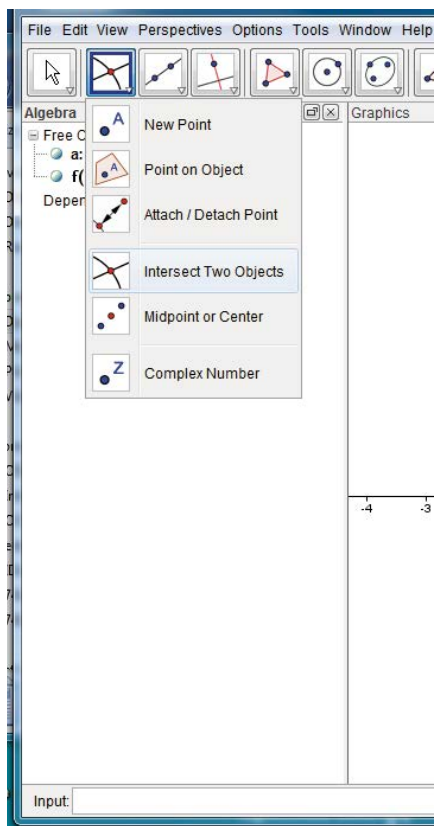 File Edit View Perspectives Options Tools Window Help
Algebra
Graphics
Free
a:
f(
Depen
A
New Point
A
Point on Object
Attach / Detach Point
Intersect Two Objects
Midpoint or Center
Z
Complex Number
-4 -3
Input: